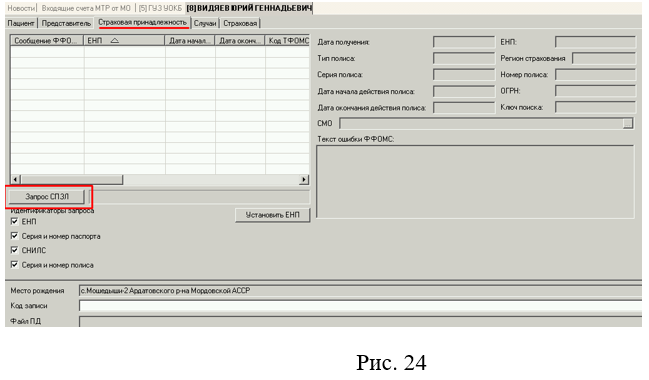 Новости | Входящие счета МТР от МО | [5] ГУЗ УОКБ [8] ВИДЯЕВ ЮРИЙ ГЕННАДЬЕВИЧ
Пациент | Представитель | Страховая принадлежность | Случаи | Страховая |
Сообщение ФФО... ЕНП Дата начал... Дата оконч... Код ТФОМС
Дата получения: ЕНП:
Тип полиса: Регион страхования
Серия полиса: Номер полиса:
Дата начала действия полиса: ОГРН:
Дата окончания действия полиса: Ключ поиска:
СМО
Текст ошибки ФФОМС:
Запрос СПЗЛ
Идентификаторы запроса
Установить ЕНП
ЕНП
Серия и номер паспорта
СНИЛС
Серия и номер полиса
Место рождения с.Мощедыши-2 Ардатовского р-на Мордовской АССР
Код записи
Файл ПД
Рис. 24